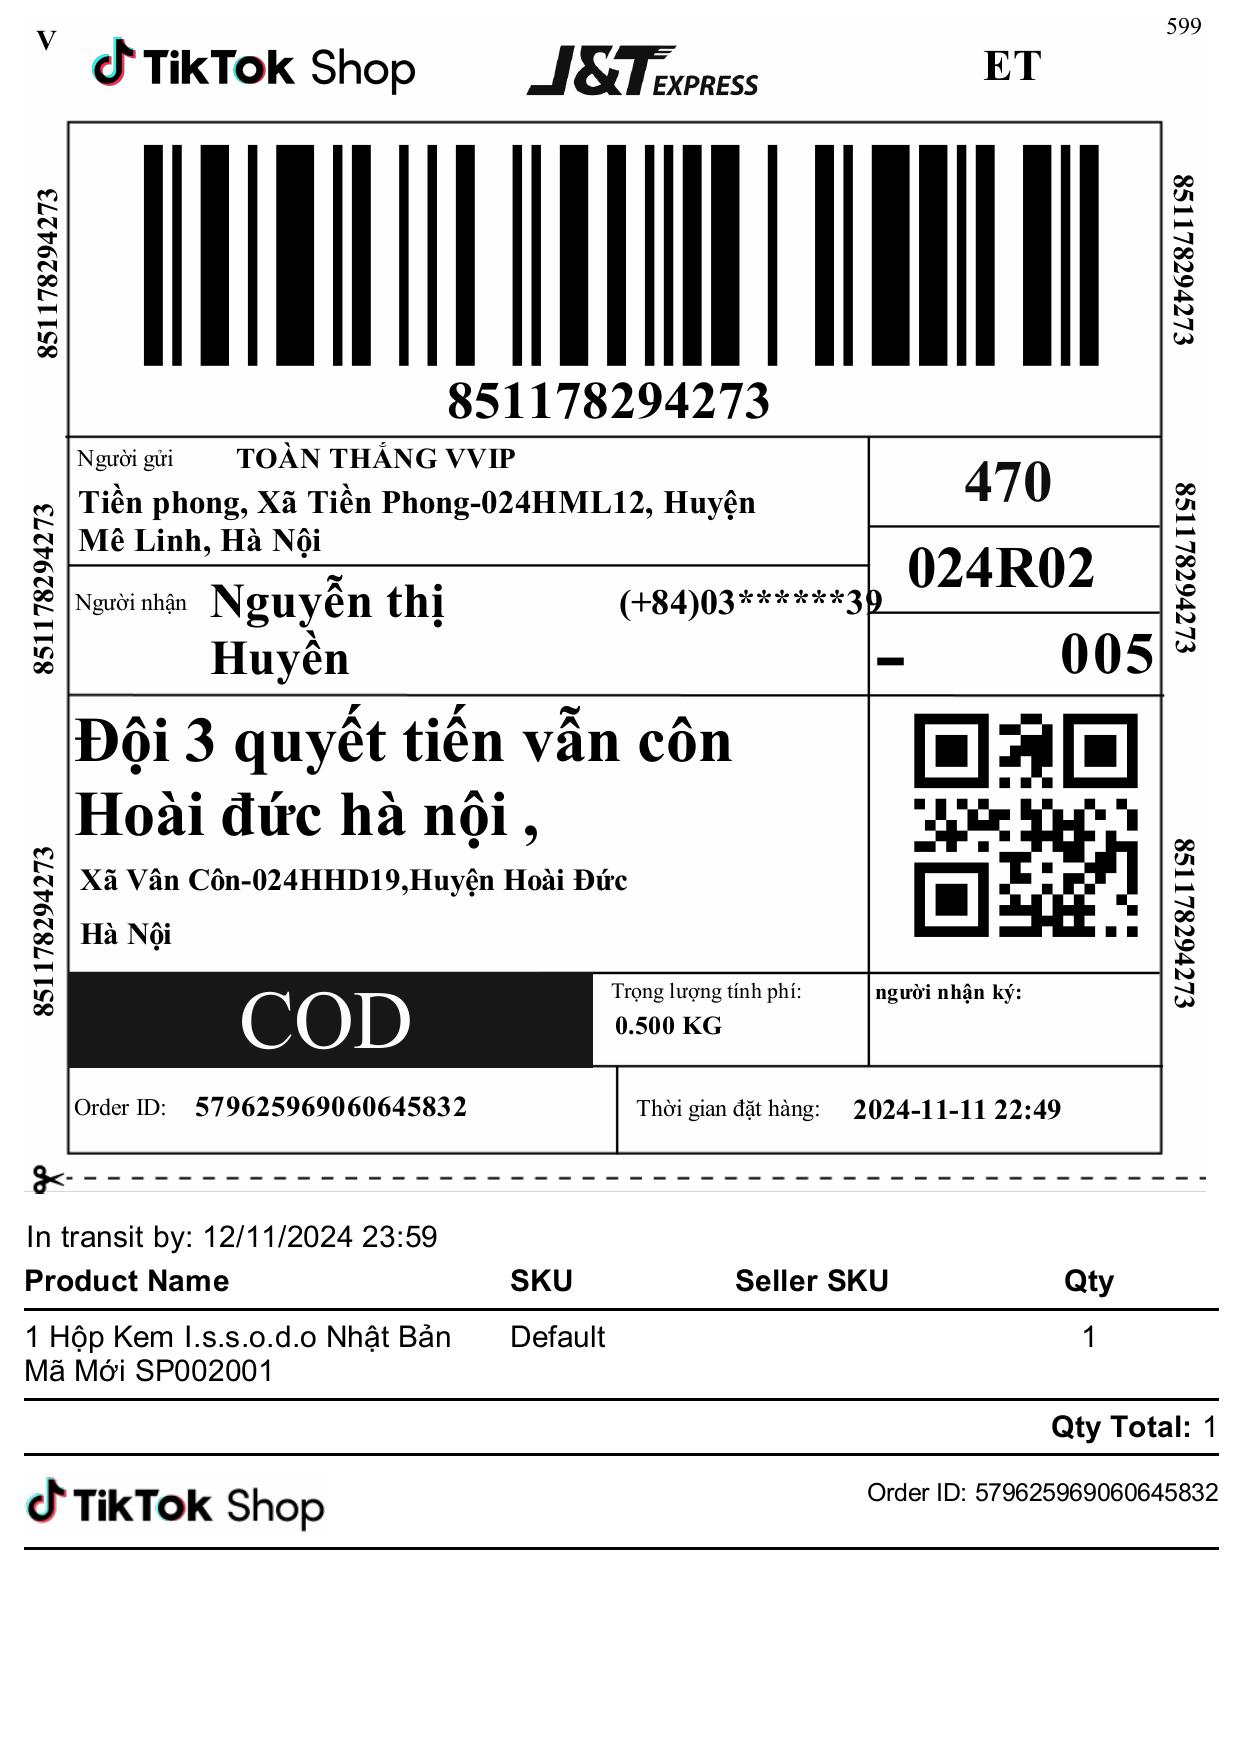 599
V
TikTok Shop
J&T EXPRESS
ET
851178294273
851178294273
851178294273
Người gửi TOÀN THẮNG VVIP
Tiền phong, Xã Tiền Phong-024HML12, Huyện
Mê Linh, Hà Nội
470
024R02
851178294273
851178294273
Người nhận Nguyễn thị
Huyền
(+84)03******39
– 005
Đội 3 quyết tiến vẫn côn
Hoài đức hà nội ,
Xã Vân Côn-024HHD19,Huyện Hoài Đức
Hà Nội
851178294273
851178294273
COD
Trọng lượng tính phí:
0.500 KG
người nhận ký:
Order ID: 579625969060645832
Thời gian đặt hàng: 2024-11-11 22:49
In transit by: 12/11/2024 23:59
Product Name SKU Seller SKU Qty
1 Hộp Kem I.s.s.o.d.o Nhật Bản Default 1
Mã Mới SP002001
Qty Total: 1
TikTok Shop
Order ID: 579625969060645832